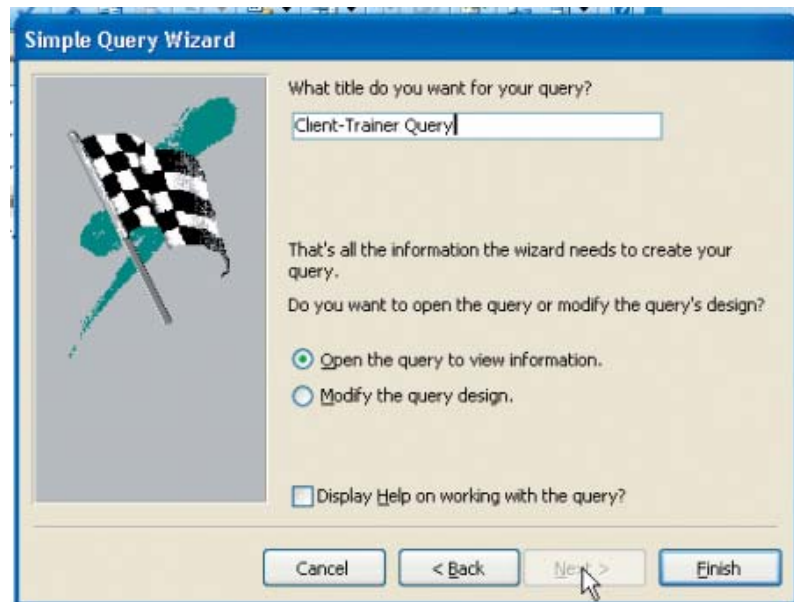 Simple Query Wizard
What title do you want for your query?
Client-Trainer Query
That's all the information the wizard needs to create your
query.
Do you want to open the query or modify the query's design?
Open the query to view information.
Modify the query design.
Display Help on working with the query?
Cancel
< Back
Next >
Finish